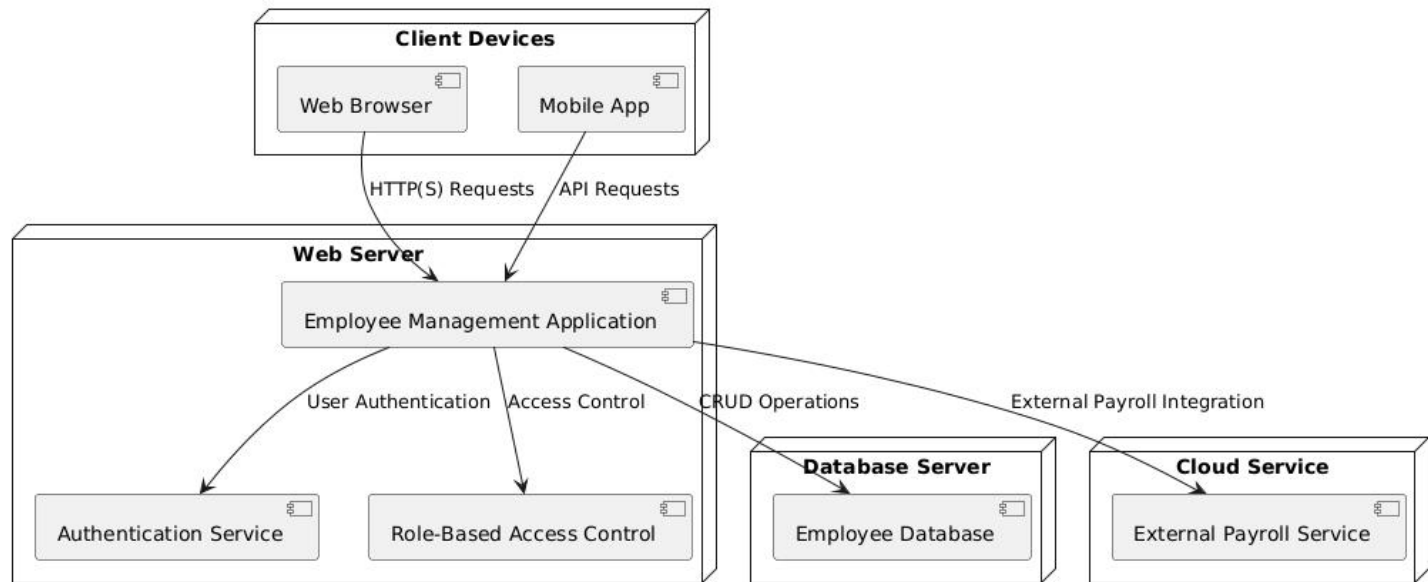 Client Devices
Web Browser
Mobile App
HTTP(S) Requests
API Requests
Web Server
Employee Management Application
User Authentication
Access Control
CRUD Operations
External Payroll Integration
Database Server
Cloud Service
Authentication Service
Role-Based Access Control
Employee Database
External Payroll Service